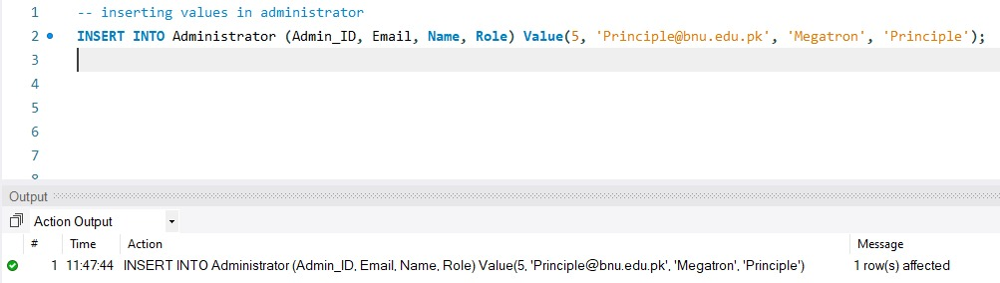 1 -- inserting values in administrator
2 INSERT INTO Administrator (Admin_ID, Email, Name, Role) Value(5, 'Principle@bnu.edu.pk', 'Megatron', 'Principle');
3
4
5
6
7
8
Output
Action Output
# Time Action Message
1 11:47:44 INSERT INTO Administrator (Admin_ID, Email, Name, Role) Value(5, 'Principle@bnu.edu.pk', 'Megatron', 'Principle') 1 row(s) affected